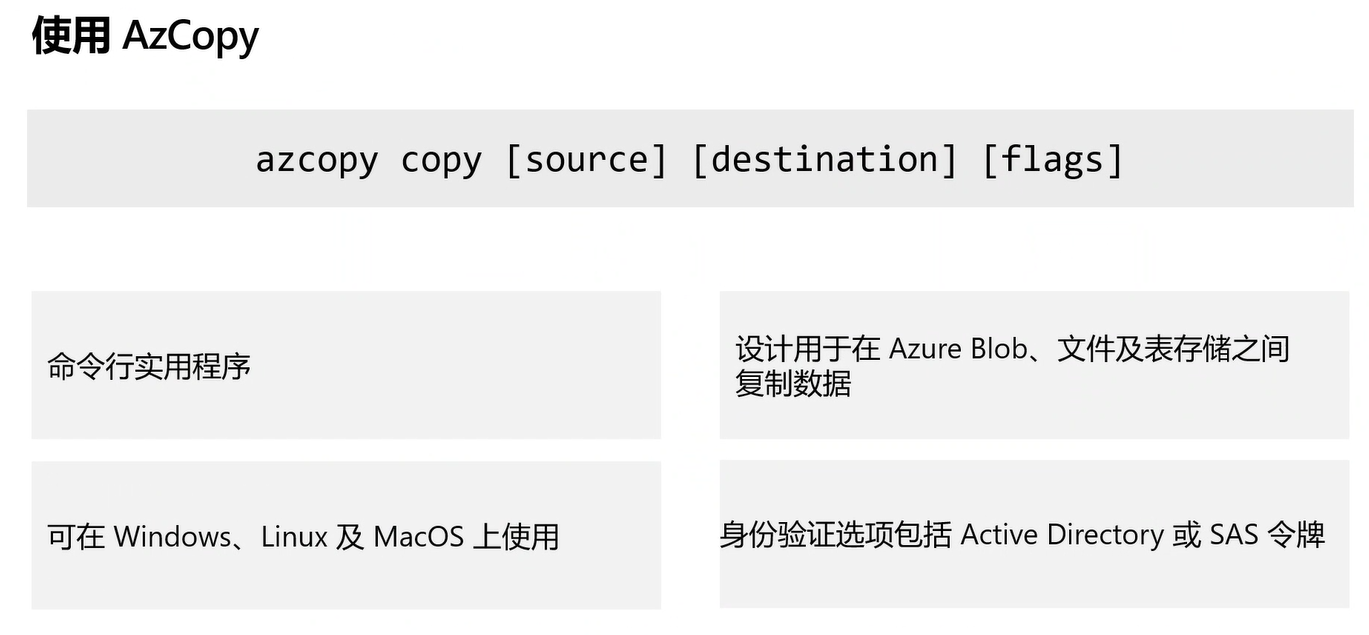 使用 AzCopy
azcopy copy [source] [destination] [flags]
命令行实用程序
设计用于在 Azure Blob、文件及表存储之间
复制数据
可在 Windows、Linux 及 MacOS 上使用
身份验证选项包括 Active Directory 或 SAS 令牌